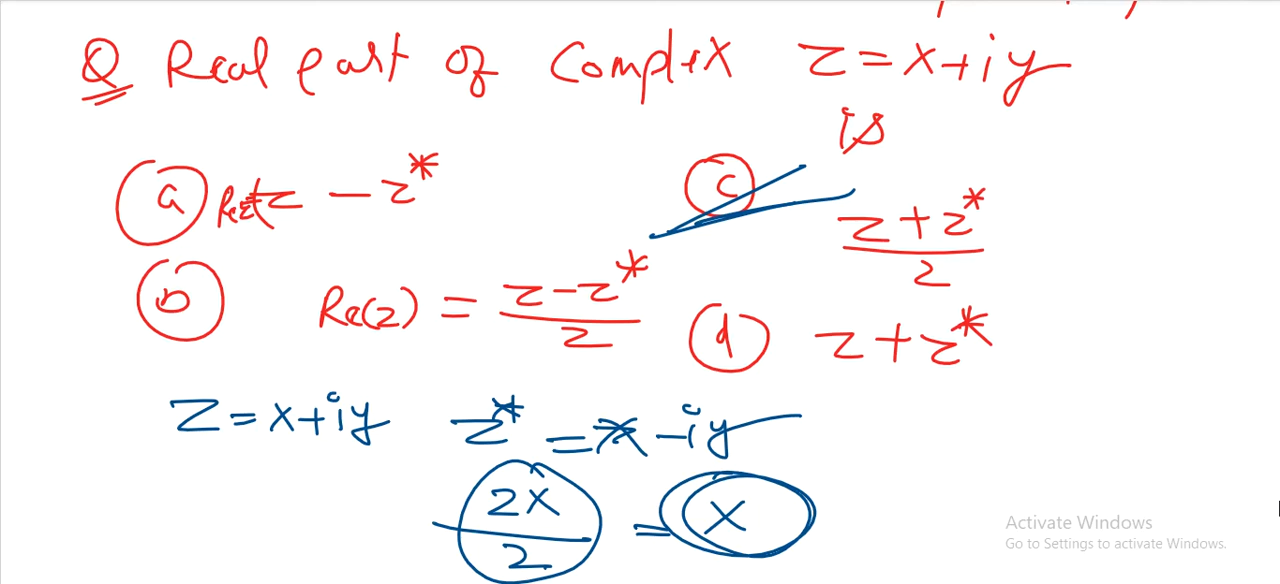 Q Real part of Complex z = x+iy
is
(a) z - z*
(c) z+z*/2
(b) Re(z) = z-z*/2
(d) z+z*
z = x+iy z* = x-iy
2x/2 = x
Activate Windows
Go to Settings to activate Windows.